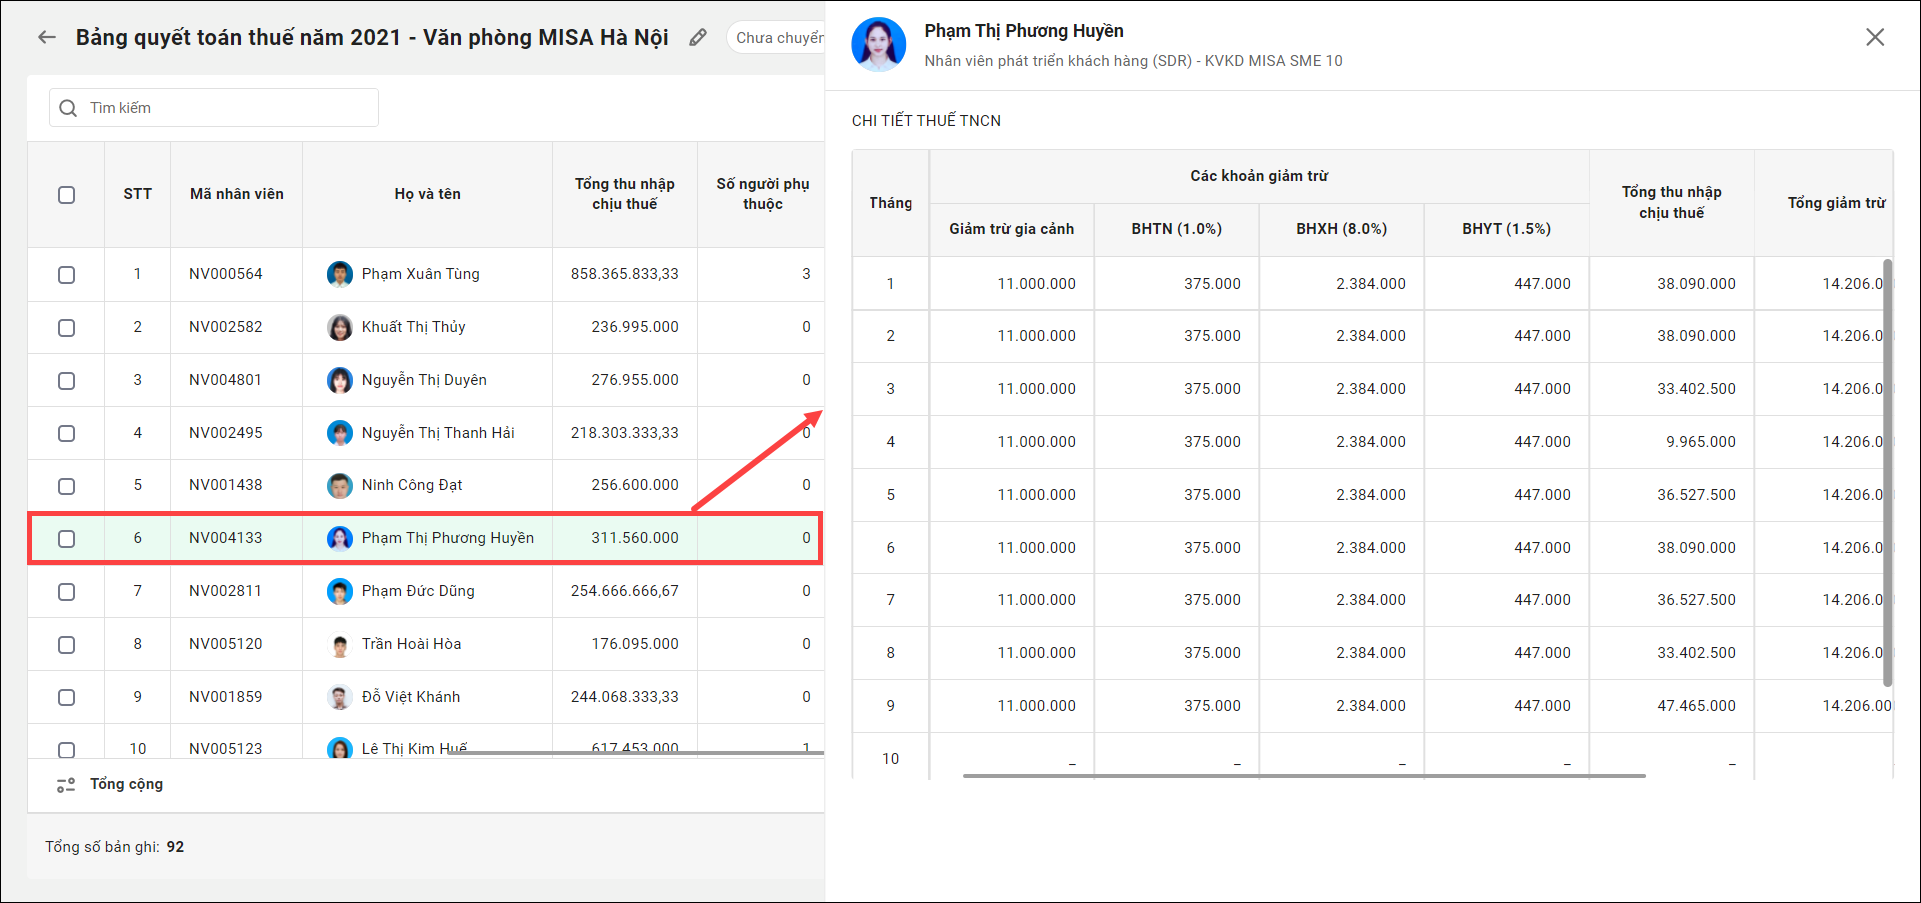 Bảng quyết toán thuế năm 2021 - Văn phòng MISA Hà Nội
Chưa chuyển
Tìm kiếm
STT Mã nhân viên Họ và tên Tổng thu nhập chịu thuế Số người phụ thuộc
1 NV000564 Phạm Xuân Tùng 858.365.833,33 3
2 NV002582 Khuất Thị Thủy 236.995.000 0
3 NV004801 Nguyễn Thị Duyên 276.955.000 0
4 NV002495 Nguyễn Thị Thanh Hải 218.303.333,33 0
5 NV001438 Ninh Công Đạt 256.600.000 0
6 NV004133 Phạm Thị Phương Huyền 311.560.000 0
7 NV002811 Phạm Đức Dũng 254.666.666,67 0
8 NV005120 Trần Hoài Hòa 176.095.000 0
9 NV001859 Đỗ Việt Khánh 244.068.333,33 0
10 NV005123 Lê Thị Kim Huế 617.453.000 1
Tổng cộng
Tổng số bản ghi: 92
Phạm Thị Phương Huyền
Nhân viên phát triển khách hàng (SDR) - KVKD MISA SME 10
CHI TIẾT THUẾ TNCN
Tháng Các khoản giảm trừ Tổng thu nhập chịu thuế Tổng giảm trừ
Giảm trừ gia cảnh BHTN (1.0%) BHXH (8.0%) BHYT (1.5%)
1 11.000.000 375.000 2.384.000 447.000 38.090.000 14.206.0
2 11.000.000 375.000 2.384.000 447.000 38.090.000 14.206.0
3 11.000.000 375.000 2.384.000 447.000 33.402.500 14.206.0
4 11.000.000 375.000 2.384.000 447.000 9.965.000 14.206.0
5 11.000.000 375.000 2.384.000 447.000 36.527.500 14.206.0
6 11.000.000 375.000 2.384.000 447.000 38.090.000 14.206.0
7 11.000.000 375.000 2.384.000 447.000 36.527.500 14.206.0
8 11.000.000 375.000 2.384.000 447.000 33.402.500 14.206.0
9 11.000.000 375.000 2.384.000 447.000 47.465.000 14.206.00
10 – – – – –